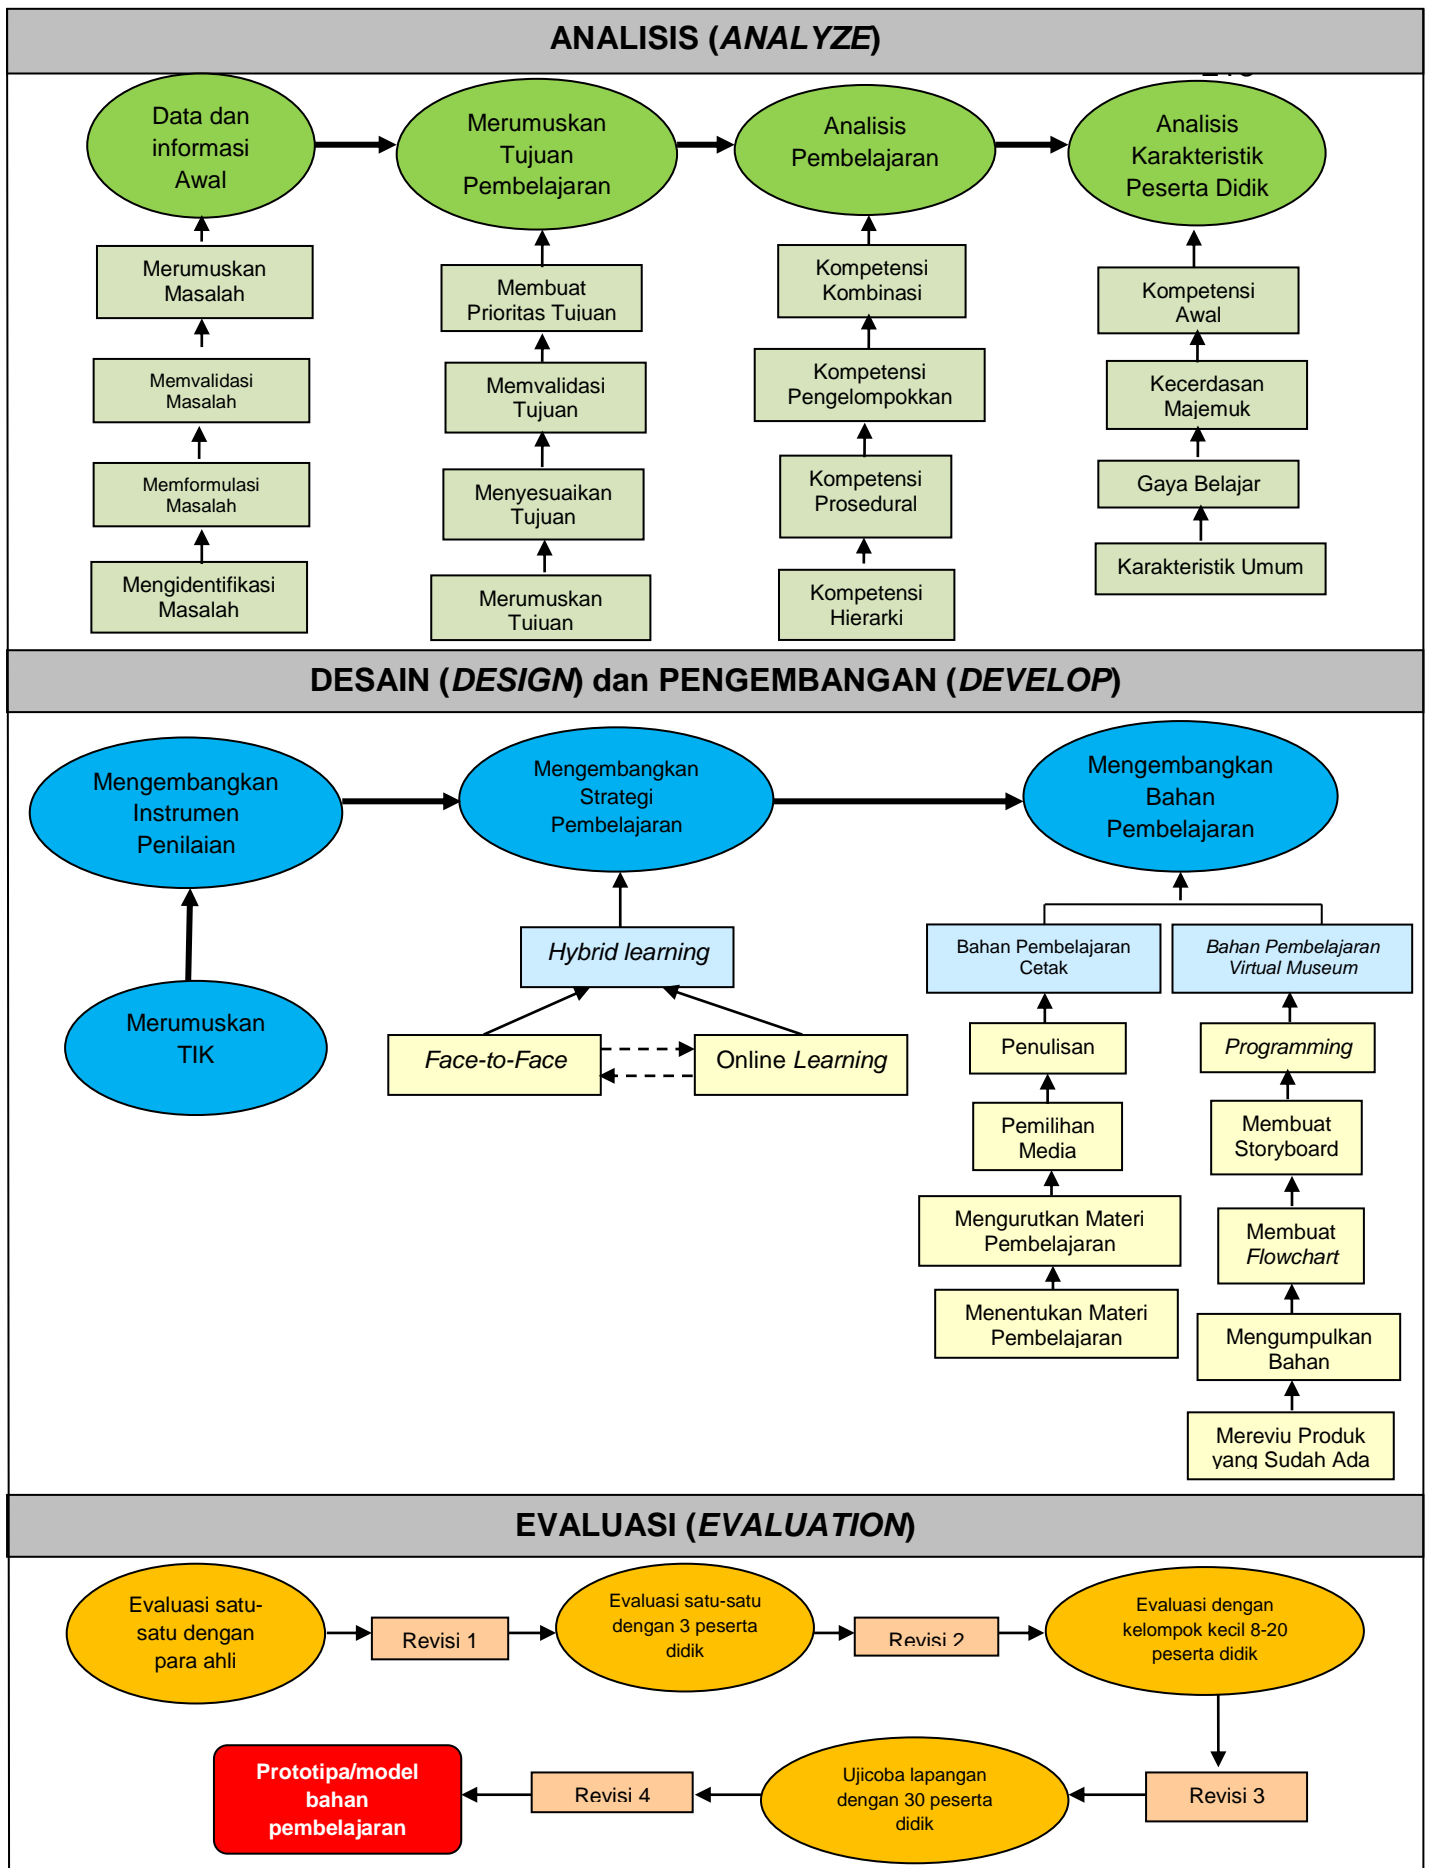 ANALISIS (ANALYZE)
Data dan
informasi
Awal
Merumuskan
Tujuan
Pembelajaran
Analisis
Pembelajaran
Analisis
Karakteristik
Peserta Didik
Merumuskan
Masalah
Memvalidasi
Masalah
Memformulasi
Masalah
Mengidentifikasi
Masalah
Membuat
Prioritas Tujuan
Memvalidasi
Tujuan
Menyesuaikan
Tujuan
Merumuskan
Tujuan
Kompetensi
Kombinasi
Kompetensi
Pengelompokkan
Kompetensi
Prosedural
Kompetensi
Hierarki
Kompetensi
Awal
Kecerdasan
Majemuk
Gaya Belajar
Karakteristik Umum
DESAIN (DESIGN) dan PENGEMBANGAN (DEVELOP)
Mengembangkan
Instrumen
Penilaian
Mengembangkan
Strategi
Pembelajaran
Mengembangkan
Bahan
Pembelajaran
Merumuskan
TIK
Hybrid learning
Face-to-Face
Online Learning
Bahan Pembelajaran
Cetak
Penulisan
Pemilihan
Media
Mengurutkan Materi
Pembelajaran
Menentukan Materi
Pembelajaran
Bahan Pembelajaran
Virtual Museum
Programming
Membuat
Storyboard
Membuat
Flowchart
Mengumpulkan
Bahan
Mereviu Produk
yang Sudah Ada
EVALUASI (EVALUATION)
Evaluasi satu-
satu dengan
para ahli
Revisi 1
Evaluasi satu-satu
dengan 3 peserta
didik
Revisi 2
Evaluasi dengan
kelompok kecil 8-20
peserta didik
Prototipa/model
bahan
pembelajaran
Revisi 4
Ujicoba lapangan
dengan 30 peserta
didik
Revisi 3